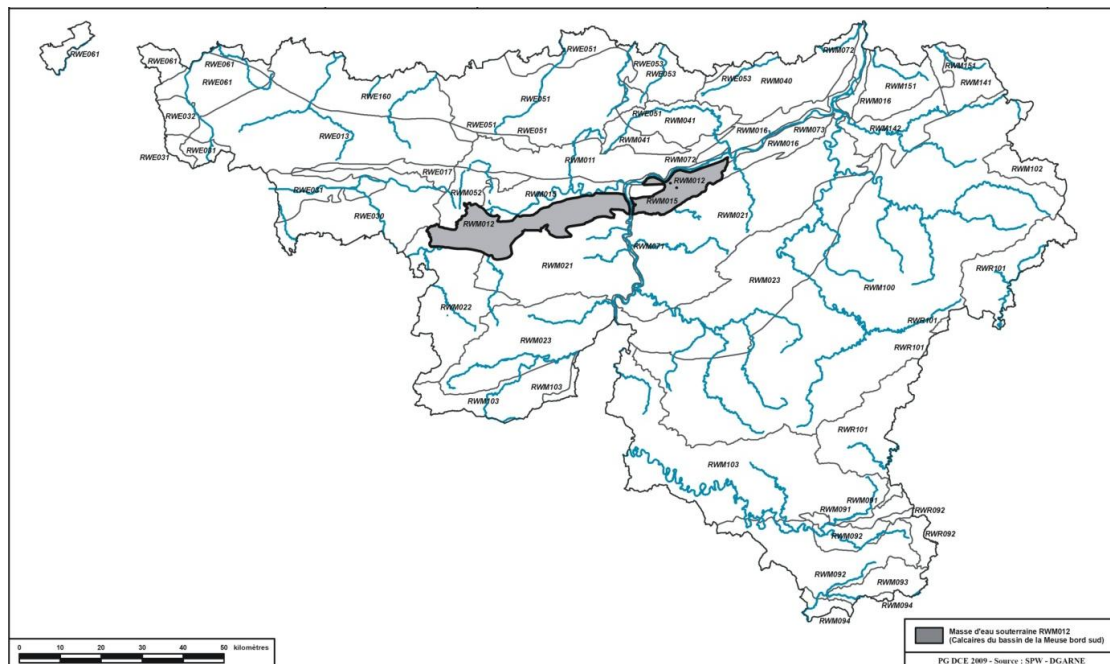 RWE061
RWE061
RWE061
RWE061
RWE051
RWM072
RWE053
RWE053
RWE053
RWM040
RWM151
RWM151
RWM141
RWM016
RWE160
RWE051
RWE032
RWE013
RWE051
RWE051
RWE051
RWM041
RWM041
RWM016
RWM073
RWM016
RWM142
RWE031
RWE031
RWE017
RWM011
RWM072
RWM102
RWE031
RWM052
RWM013
RWM012
RWM015
RWE030
RWM012
RWM021
RWM071
RWM021
RWM023
RWM100
RWR101
RWM022
RWR101
RWM023
RWR101
RWM103
RWM103
RWR101
RWM103
RWM091
RWM091
RWR092
RWM092
RWR092
RWM092
RWM093
RWM094
RWM094
0 10 20 30 40 50 kilomètres
Masse d'eau souterraine RWM012
(Calcaires du bassin de la Meuse bord sud)
PG DCE 2009 - Source : SPW - DGARNE